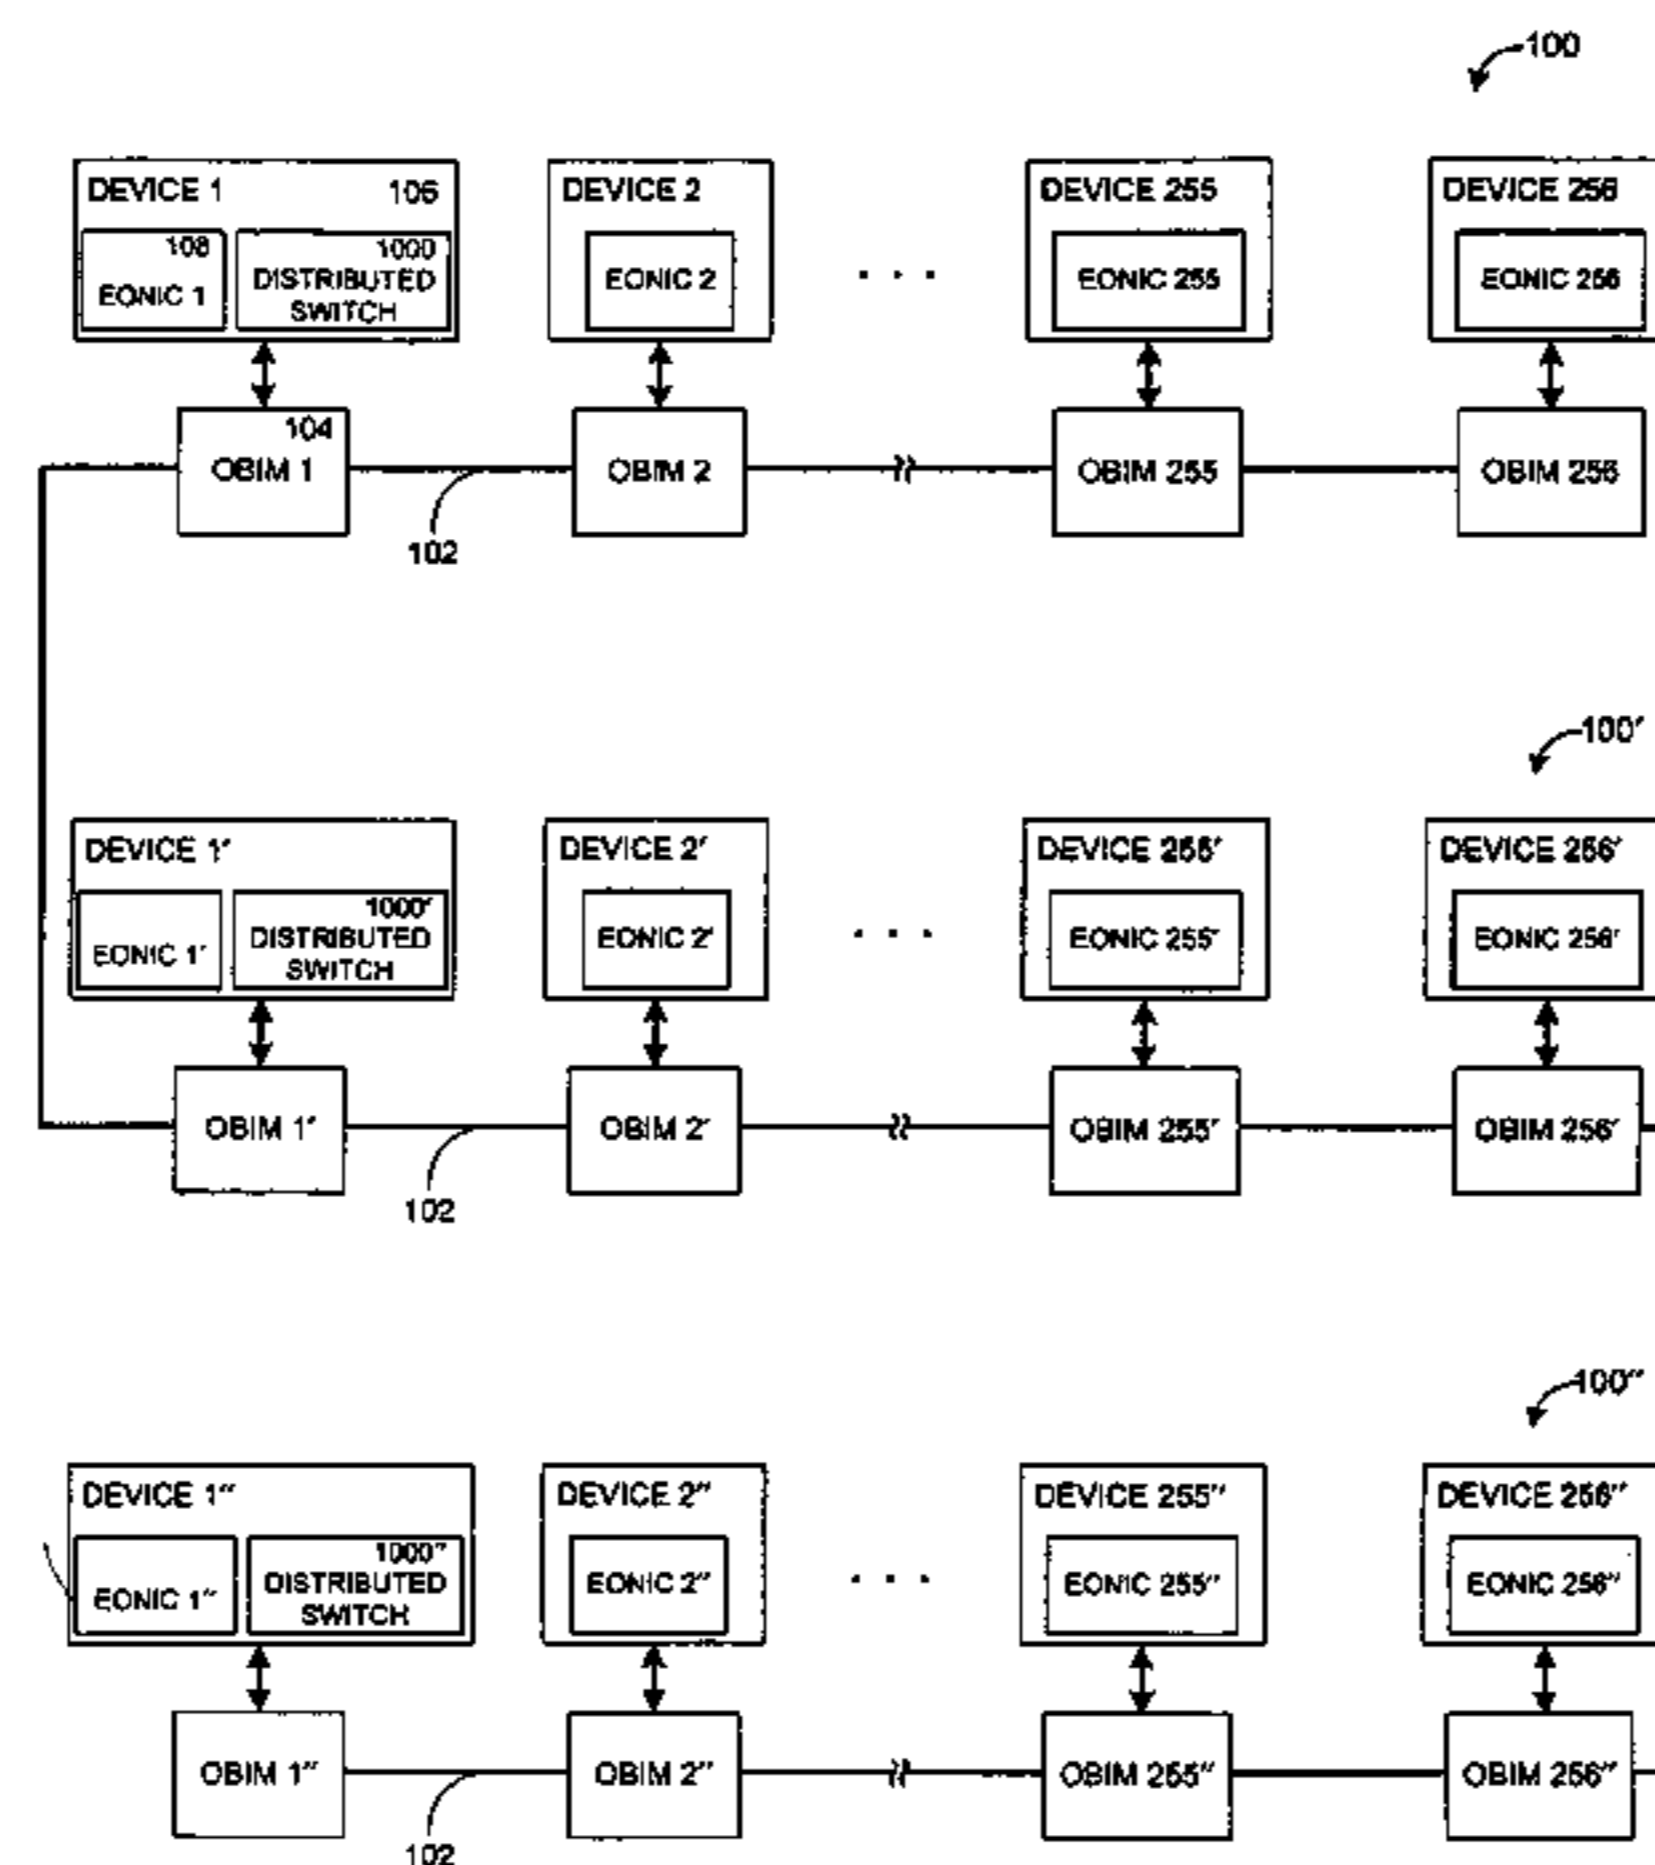 100
DEVICE 1 106
108
EONIC 1
1000
DISTRIBUTED
SWITCH
DEVICE 2
EONIC 2
. . .
DEVICE 255
EONIC 255
DEVICE 256
EONIC 256
104
OBIM 1
OBIM 2
OBIM 255
OBIM 256
102
100'
DEVICE 1'
EONIC 1'
1000'
DISTRIBUTED
SWITCH
DEVICE 2'
EONIC 2'
. . .
DEVICE 255'
EONIC 255'
DEVICE 256'
EONIC 256'
OBIM 1'
OBIM 2'
OBIM 255'
OBIM 256'
102
100"
DEVICE 1"
EONIC 1"
1000"
DISTRIBUTED
SWITCH
DEVICE 2"
EONIC 2"
. . .
DEVICE 255"
EONIC 255"
DEVICE 256"
EONIC 256"
OBIM 1"
OBIM 2"
OBIM 255"
OBIM 256"
102